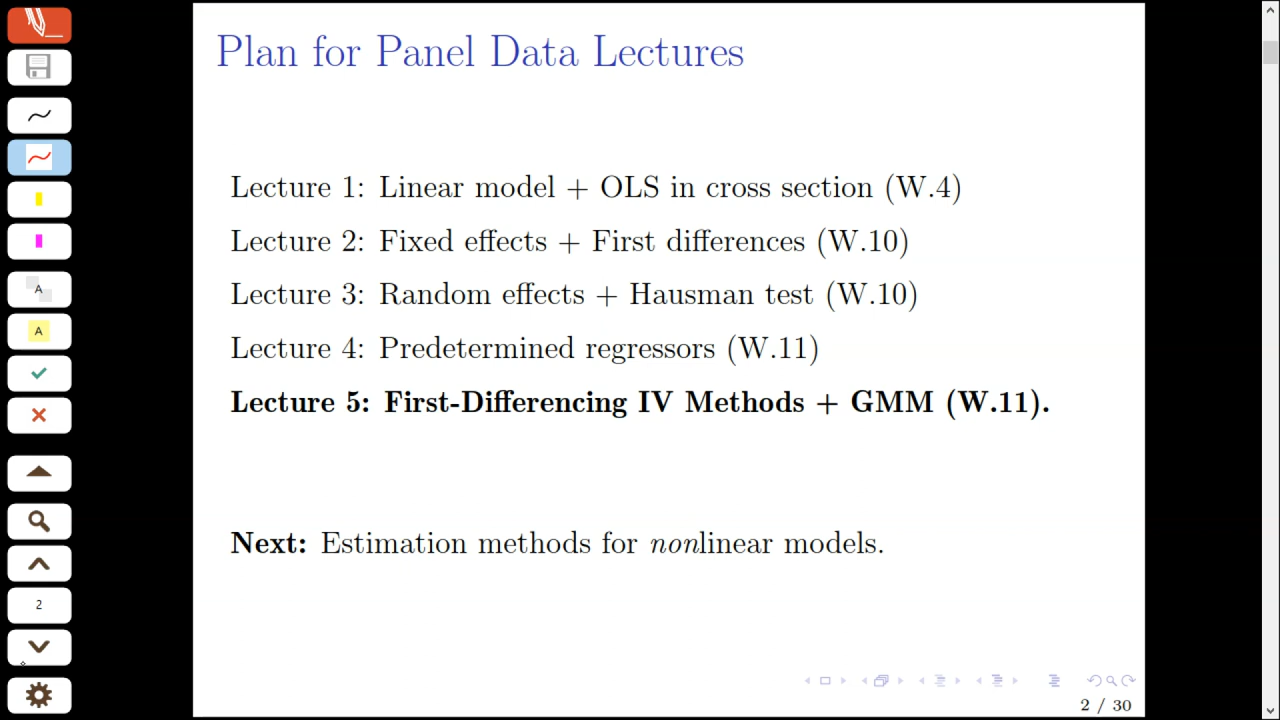 Plan for Panel Data Lectures
Lecture 1: Linear model + OLS in cross section (W.4)
Lecture 2: Fixed effects + First differences (W.10)
Lecture 3: Random effects + Hausman test (W.10)
Lecture 4: Predetermined regressors (W.11)
Lecture 5: First-Differencing IV Methods + GMM (W.11).
Next: Estimation methods for nonlinear models.
2 / 30
A
A
2